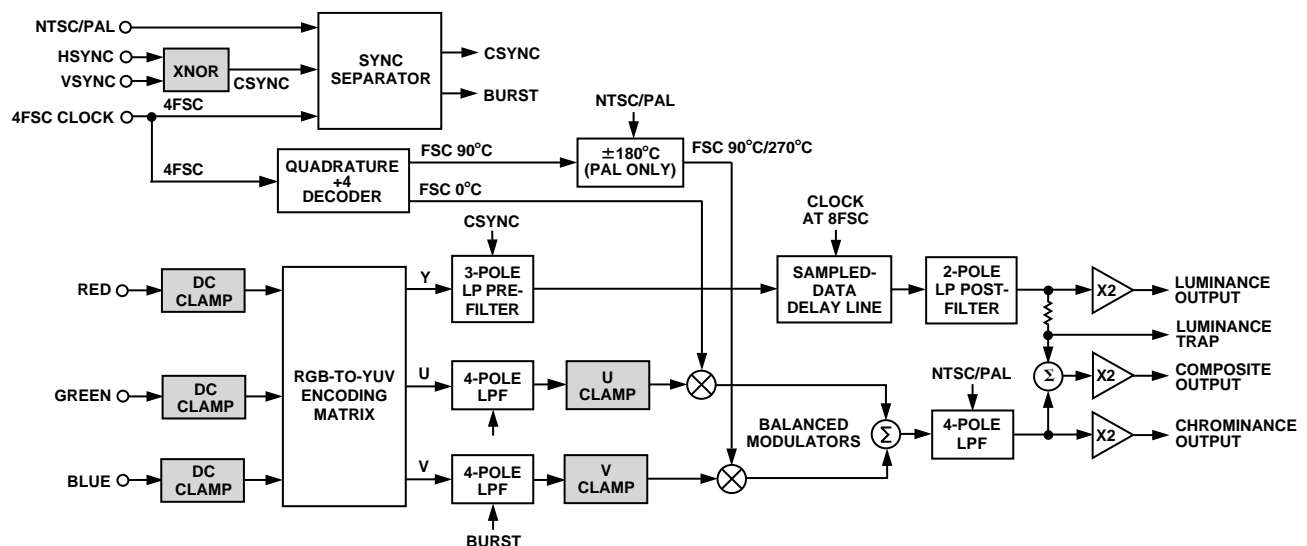 NTSC/PAL
HSYNC
VSYNC
XNOR
CSYNC
SYNC
SEPARATOR
CSYNC
BURST
4FSC CLOCK
4FSC
4FSC
QUADRATURE
+4
DECODER
FSC 90°C
FSC 0°C
NTSC/PAL
±180°C
(PAL ONLY)
FSC 90°C/270°C
CSYNC
CLOCK
AT 8FSC
RED
DC
CLAMP
GREEN
DC
CLAMP
BLUE
DC
CLAMP
RGB-TO-YUV
ENCODING
MATRIX
Y
3-POLE
LP PRE-
FILTER
SAMPLED-
DATA
DELAY LINE
2-POLE
LP POST-
FILTER
X2
LUMINANCE
OUTPUT
LUMINANCE
TRAP
U
4-POLE
LPF
U
CLAMP
Σ
X2
COMPOSITE
OUTPUT
V
4-POLE
LPF
BURST
V
CLAMP
BALANCED
MODULATORS
Σ
NTSC/PAL
4-POLE
LPF
X2
CHROMINANCE
OUTPUT